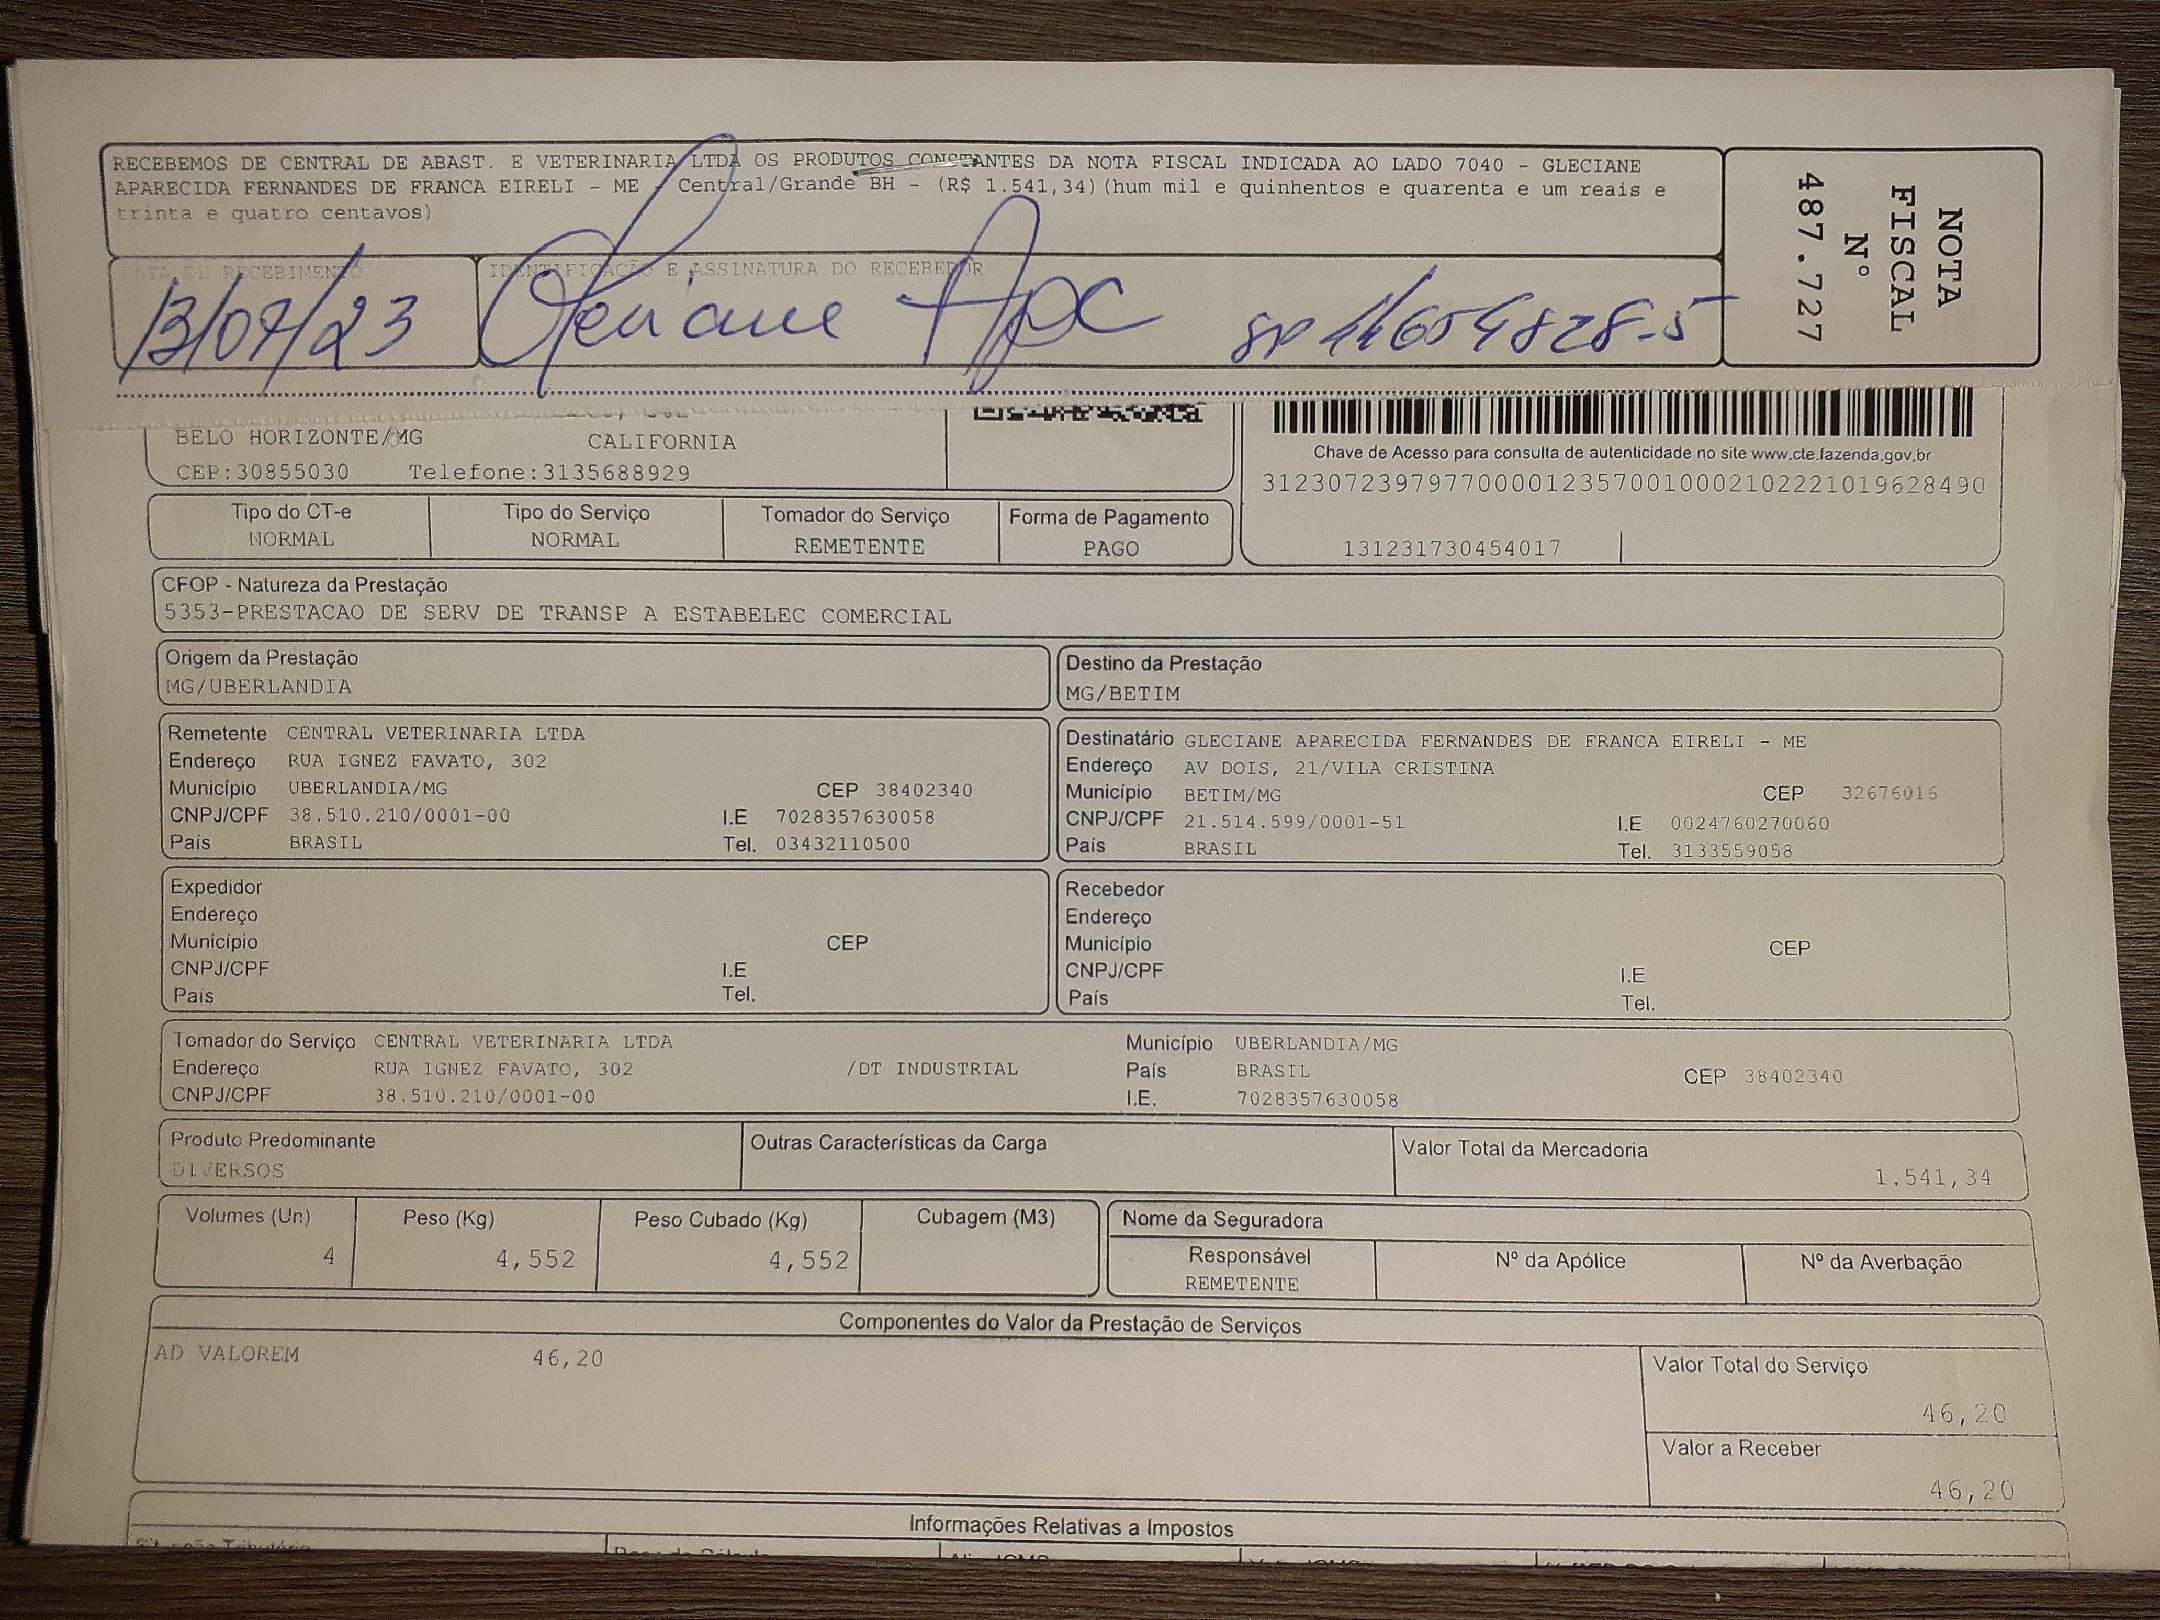 RECEBEMOS DE CENTRAL DE ABAST. E VETERINARIA LTDA OS PRODUTOS CONSTANTES DA NOTA FISCAL INDICADA AO LADO 7040 - GLECIANE
APARECIDA FERNANDES DE FRANCA EIRELI - ME - Central/Grande BH - (R$ 1.541,34)(hum mil e quinhentos e quarenta e um reais e
trinta e quatro centavos)
NOTA
FISCAL
N°
487.727
DATA DE RECEBIMENTO
IDENTIFICAÇÃO E ASSINATURA DO RECEBEDOR
13/07/23
BELO HORIZONTE/MG CALIFORNIA
CEP:30855030 Telefone:3135688929
Chave de Acesso para consulta de autenticidade no site www.cte.fazenda.gov.br
31230723979770000123570010002102221019628490
131231730454017
Tipo do CT-e Tipo do Serviço Tomador do Serviço Forma de Pagamento
NORMAL NORMAL REMETENTE PAGO
CFOP - Natureza da Prestação
5353-PRESTACAO DE SERV DE TRANSP A ESTABELEC COMERCIAL
Origem da Prestação
MG/UBERLANDIA
Destino da Prestação
MG/BETIM
Remetente CENTRAL VETERINARIA LTDA
Endereço RUA IGNEZ FAVATO, 302
Município UBERLANDIA/MG CEP 38402340
CNPJ/CPF 38.510.210/0001-00 I.E 7028357630058
País BRASIL Tel. 03432110500
Destinatário GLECIANE APARECIDA FERNANDES DE FRANCA EIRELI - ME
Endereço AV DOIS, 21/VILA CRISTINA
Município BETIM/MG CEP 32676016
CNPJ/CPF 21.514.599/0001-51 I.E 0024760270060
País BRASIL Tel. 3133559058
Expedidor
Endereço
Município CEP
CNPJ/CPF I.E
País Tel.
Recebedor
Endereço
Município CEP
CNPJ/CPF I.E
País Tel.
Tomador do Serviço CENTRAL VETERINARIA LTDA Município UBERLANDIA/MG
Endereço RUA IGNEZ FAVATO, 302 /DT INDUSTRIAL País BRASIL CEP 38402340
CNPJ/CPF 38.510.210/0001-00 I.E. 7028357630058
Produto Predominante Outras Características da Carga Valor Total da Mercadoria
DIVERSOS 1.541,34
Volumes (Un) Peso (Kg) Peso Cubado (Kg) Cubagem (M3)
4 4,552 4,552
Nome da Seguradora
Responsável Nº da Apólice Nº da Averbação
REMETENTE
Componentes do Valor da Prestação de Serviços
AD VALOREM 46,20
Valor Total do Serviço
46,20
Valor a Receber
46,20
Informações Relativas a Impostos